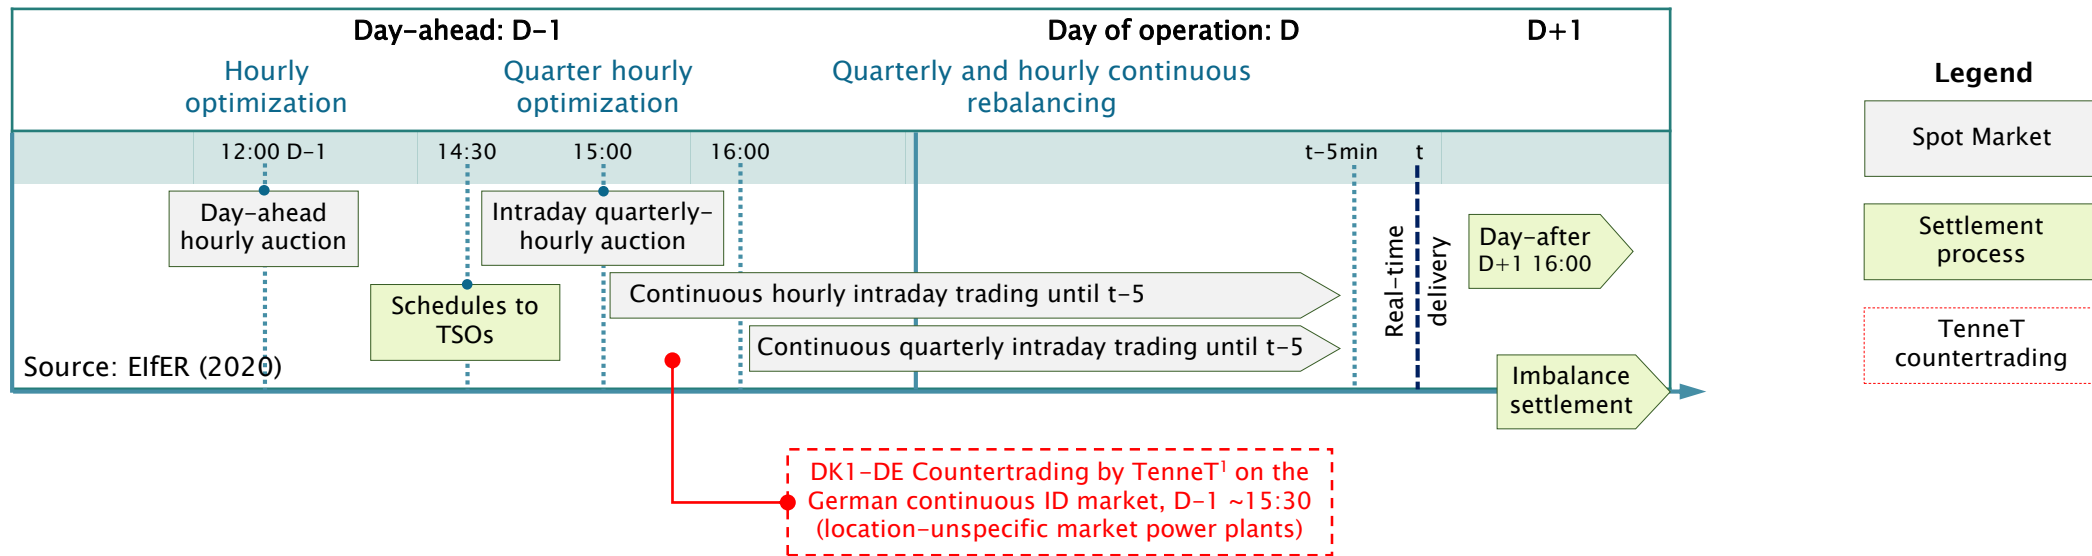 Day-ahead: D-1
Day of operation: D
D+1
Hourly
optimization
Quarter hourly
optimization
Quarterly and hourly continuous
rebalancing
12:00 D-1
14:30
15:00
16:00
t-5min
t
Day-ahead
hourly auction
Intraday quarterly-
hourly auction
Schedules to
TSOs
Continuous hourly intraday trading until t-5
Continuous quarterly intraday trading until t-5
Real-time
delivery
Day-after
D+1 16:00
Imbalance
settlement
Source: EIfER (2020)
DK1-DE Countertrading by TenneT¹ on the
German continuous ID market, D-1 ~15:30
(location-unspecific market power plants)
Legend
Spot Market
Settlement
process
TenneT
countertrading